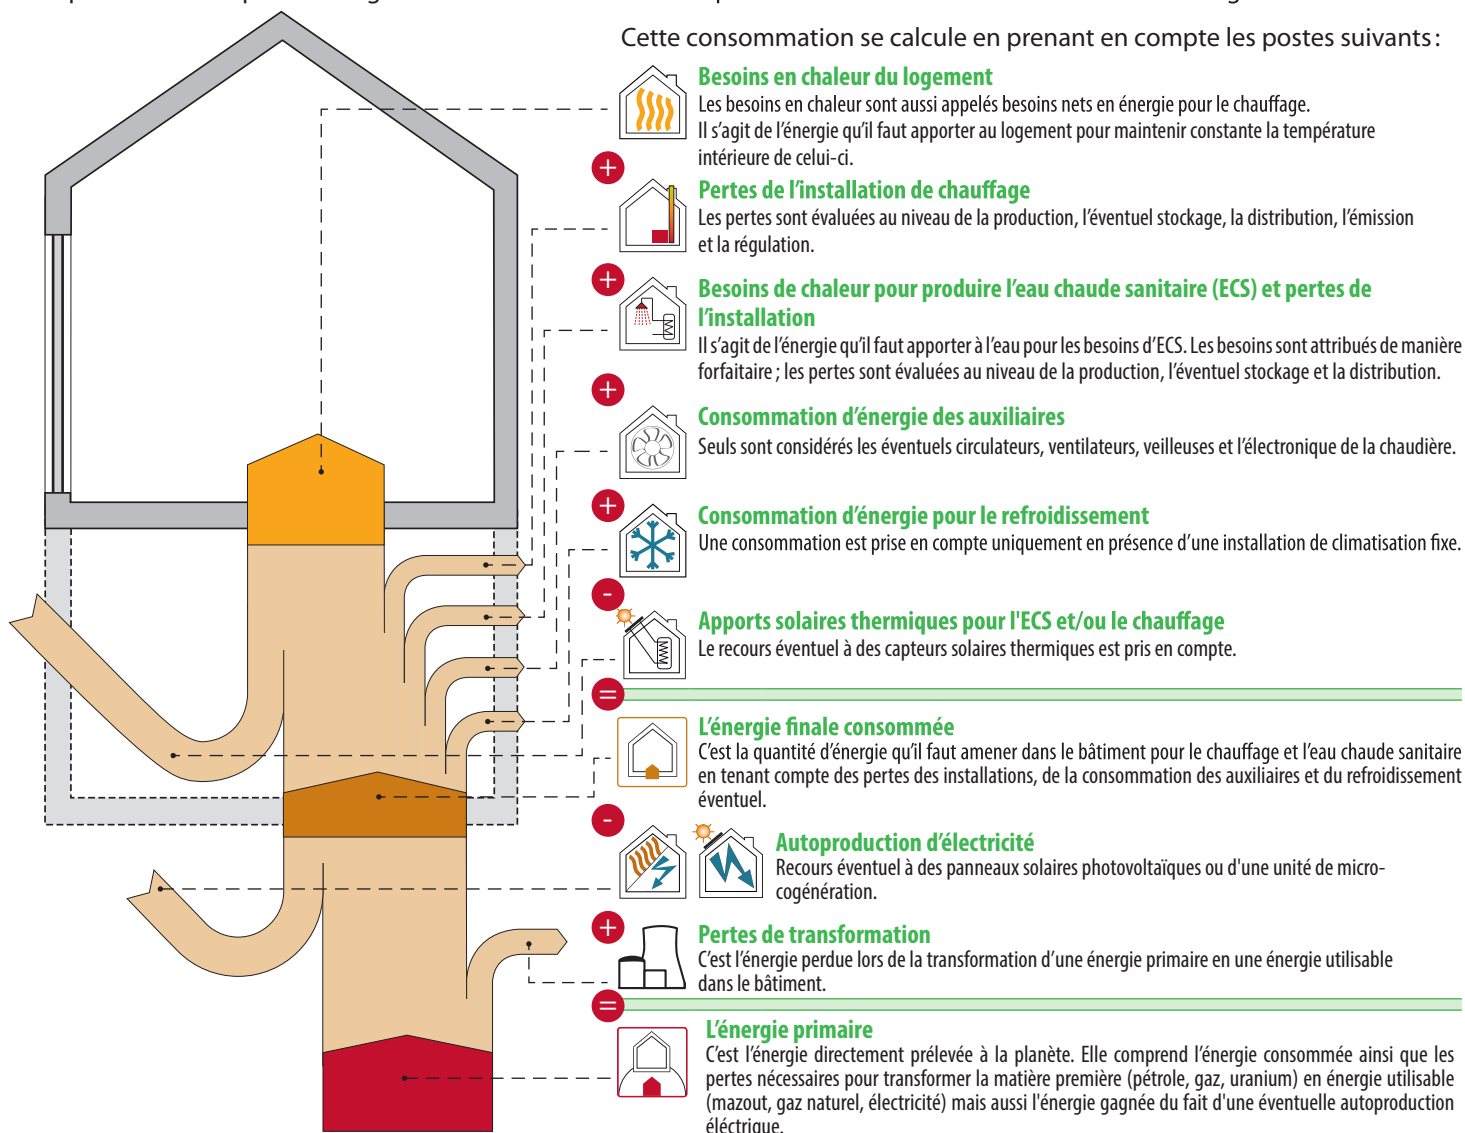 Cette consommation se calcule en prenant en compte les postes suivants :
Besoins en chaleur du logement
Les besoins en chaleur sont aussi appelés besoins nets en énergie pour le chauffage.
Il s’agit de l’énergie qu’il faut apporter au logement pour maintenir constante la température
intérieure de celui-ci.
+
Pertes de l’installation de chauffage
Les pertes sont évaluées au niveau de la production, l’éventuel stockage, la distribution, l’émission
et la régulation.
+
Besoins de chaleur pour produire l’eau chaude sanitaire (ECS) et pertes de
l’installation
Il s’agit de l’énergie qu’il faut apporter à l’eau pour les besoins d’ECS. Les besoins sont attribués de manière
forfaitaire ; les pertes sont évaluées au niveau de la production, l’éventuel stockage et la distribution.
+
Consommation d’énergie des auxiliaires
Seuls sont considérés les éventuels circulateurs, ventilateurs, veilleuses et l’électronique de la chaudière.
+
Consommation d’énergie pour le refroidissement
Une consommation est prise en compte uniquement en présence d’une installation de climatisation fixe.
-
Apports solaires thermiques pour l'ECS et/ou le chauffage
Le recours éventuel à des capteurs solaires thermiques est pris en compte.
=
L’énergie finale consommée
C’est la quantité d’énergie qu’il faut amener dans le bâtiment pour le chauffage et l’eau chaude sanitaire
en tenant compte des pertes des installations, de la consommation des auxiliaires et du refroidissement
éventuel.
-
Autoproduction d’électricité
Recours éventuel à des panneaux solaires photovoltaïques ou d'une unité de micro-
cogénération.
+
Pertes de transformation
C’est l’énergie perdue lors de la transformation d’une énergie primaire en une énergie utilisable
dans le bâtiment.
=
L’énergie primaire
C’est l’énergie directement prélevée à la planète. Elle comprend l’énergie consommée ainsi que les
pertes nécessaires pour transformer la matière première (pétrole, gaz, uranium) en énergie utilisable
(mazout, gaz naturel, électricité) mais aussi l'énergie gagnée du fait d'une éventuelle autoproduction
éléctrique.